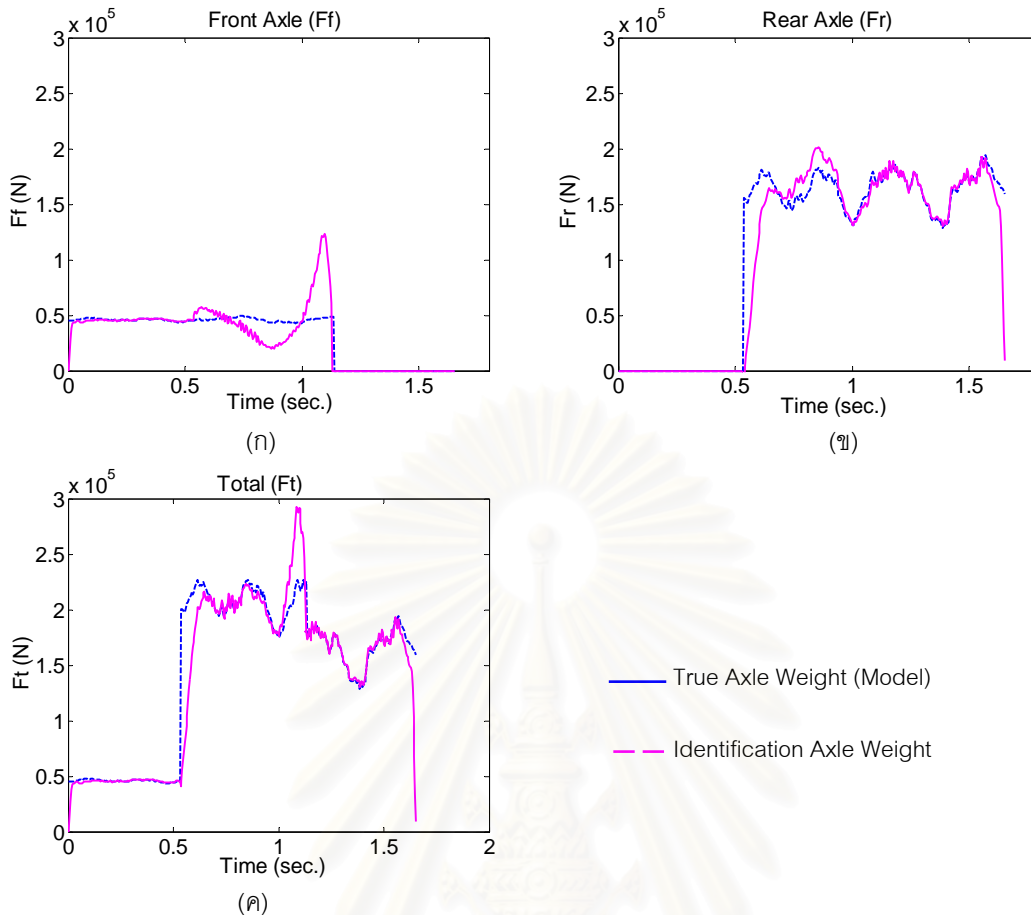 Front Axle (Ff)
x 10^5
3
2.5
2
1.5
1
0.5
0
Ff (N)
0 0.5 1 1.5
Time (sec.)
(ก)
Rear Axle (Fr)
x 10^5
3
2.5
2
1.5
1
0.5
0
Fr (N)
0 0.5 1 1.5
Time (sec.)
(ข)
Total (Ft)
x 10^5
3
2.5
2
1.5
1
0.5
0
Ft (N)
0 0.5 1 1.5 2
Time (sec.)
(ค)
True Axle Weight (Model)
Identification Axle Weight